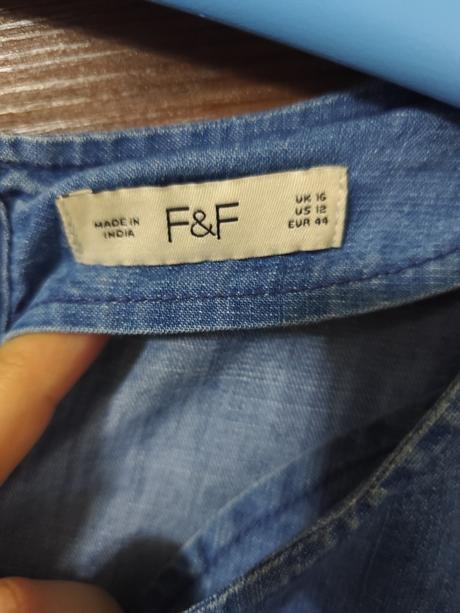 MADE IN
INDIA
F&F
UK 16
US 12
EUR 44